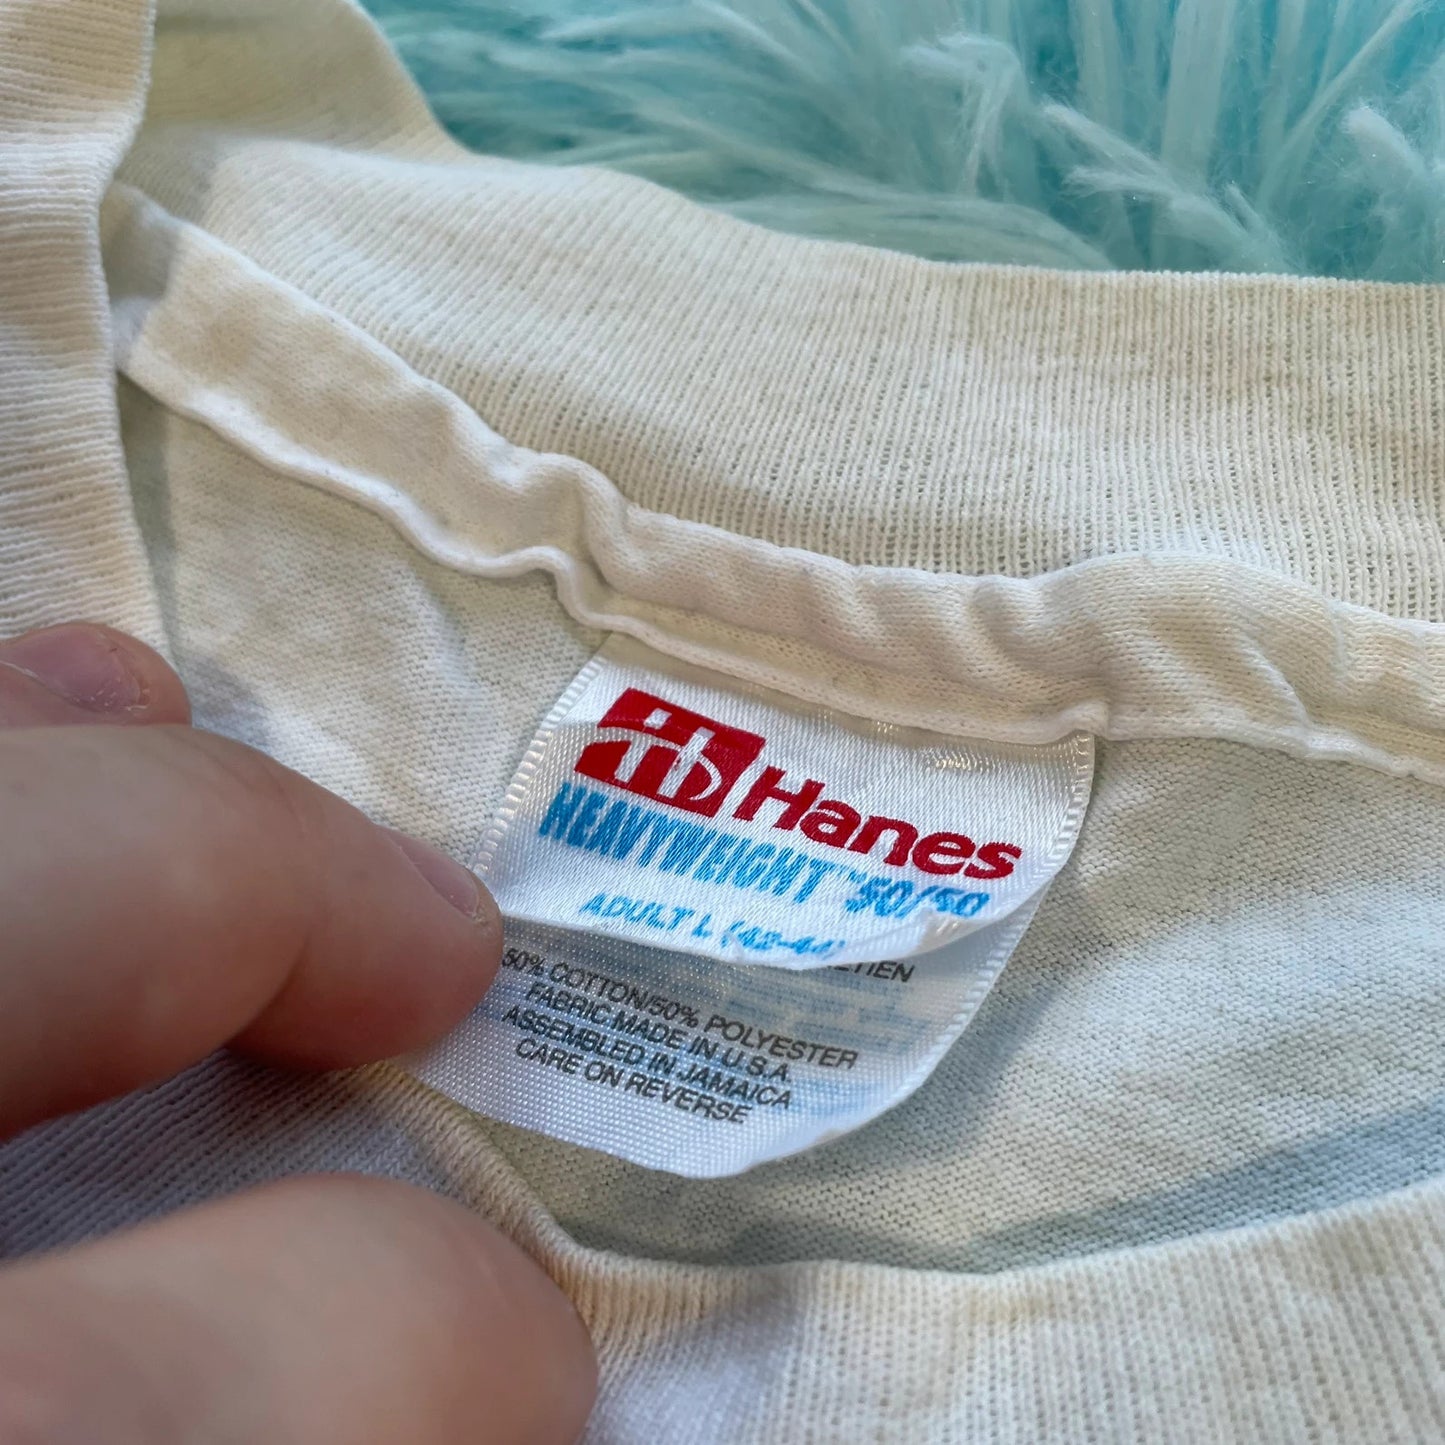 Hanes
HEAVYWEIGHT™ 50/50
ADULT L (42-44)
50% COTTON/50% POLYESTER
FABRIC MADE IN U.S.A.
ASSEMBLED IN JAMAICA
CARE ON REVERSE